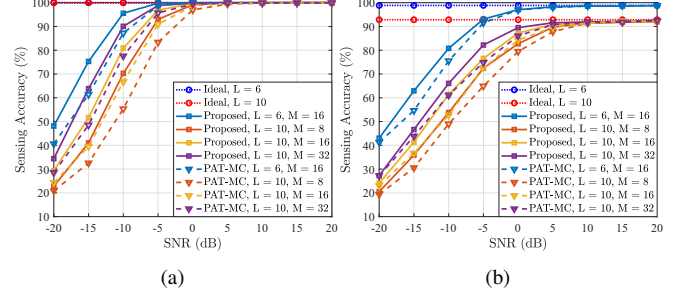 100
90
80
70
60
50
40
30
20
10
Sensing Accuracy (%)
-20 -15 -10 -5 0 5 10 15 20
SNR (dB)
Ideal, L = 6
Ideal, L = 10
Proposed, L = 6, M = 16
Proposed, L = 10, M = 8
Proposed, L = 10, M = 16
Proposed, L = 10, M = 32
PAT-MC, L = 6, M = 16
PAT-MC, L = 10, M = 8
PAT-MC, L = 10, M = 16
PAT-MC, L = 10, M = 32
(a)
100
90
80
70
60
50
40
30
20
10
Sensing Accuracy (%)
-20 -15 -10 -5 0 5 10 15 20
SNR (dB)
Ideal, L = 6
Ideal, L = 10
Proposed, L = 6, M = 16
Proposed, L = 10, M = 8
Proposed, L = 10, M = 16
Proposed, L = 10, M = 32
PAT-MC, L = 6, M = 16
PAT-MC, L = 10, M = 8
PAT-MC, L = 10, M = 16
PAT-MC, L = 10, M = 32
(b)